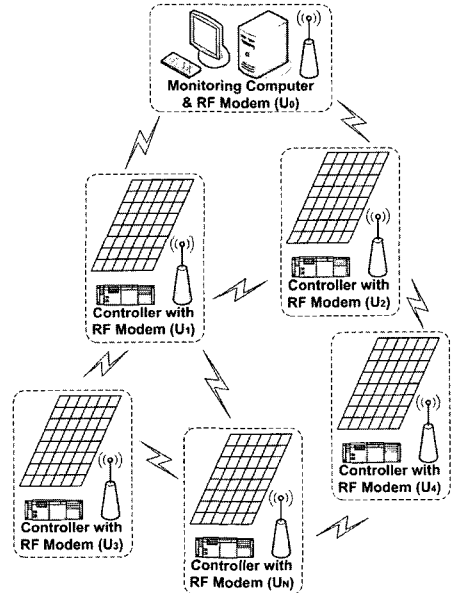 Monitoring Computer
& RF Modem (U0)
Controller with
RF Modem (U1)
Controller with
RF Modem (U2)
Controller with
RF Modem (U3)
Controller with
RF Modem (U4)
Controller with
RF Modem (UN)